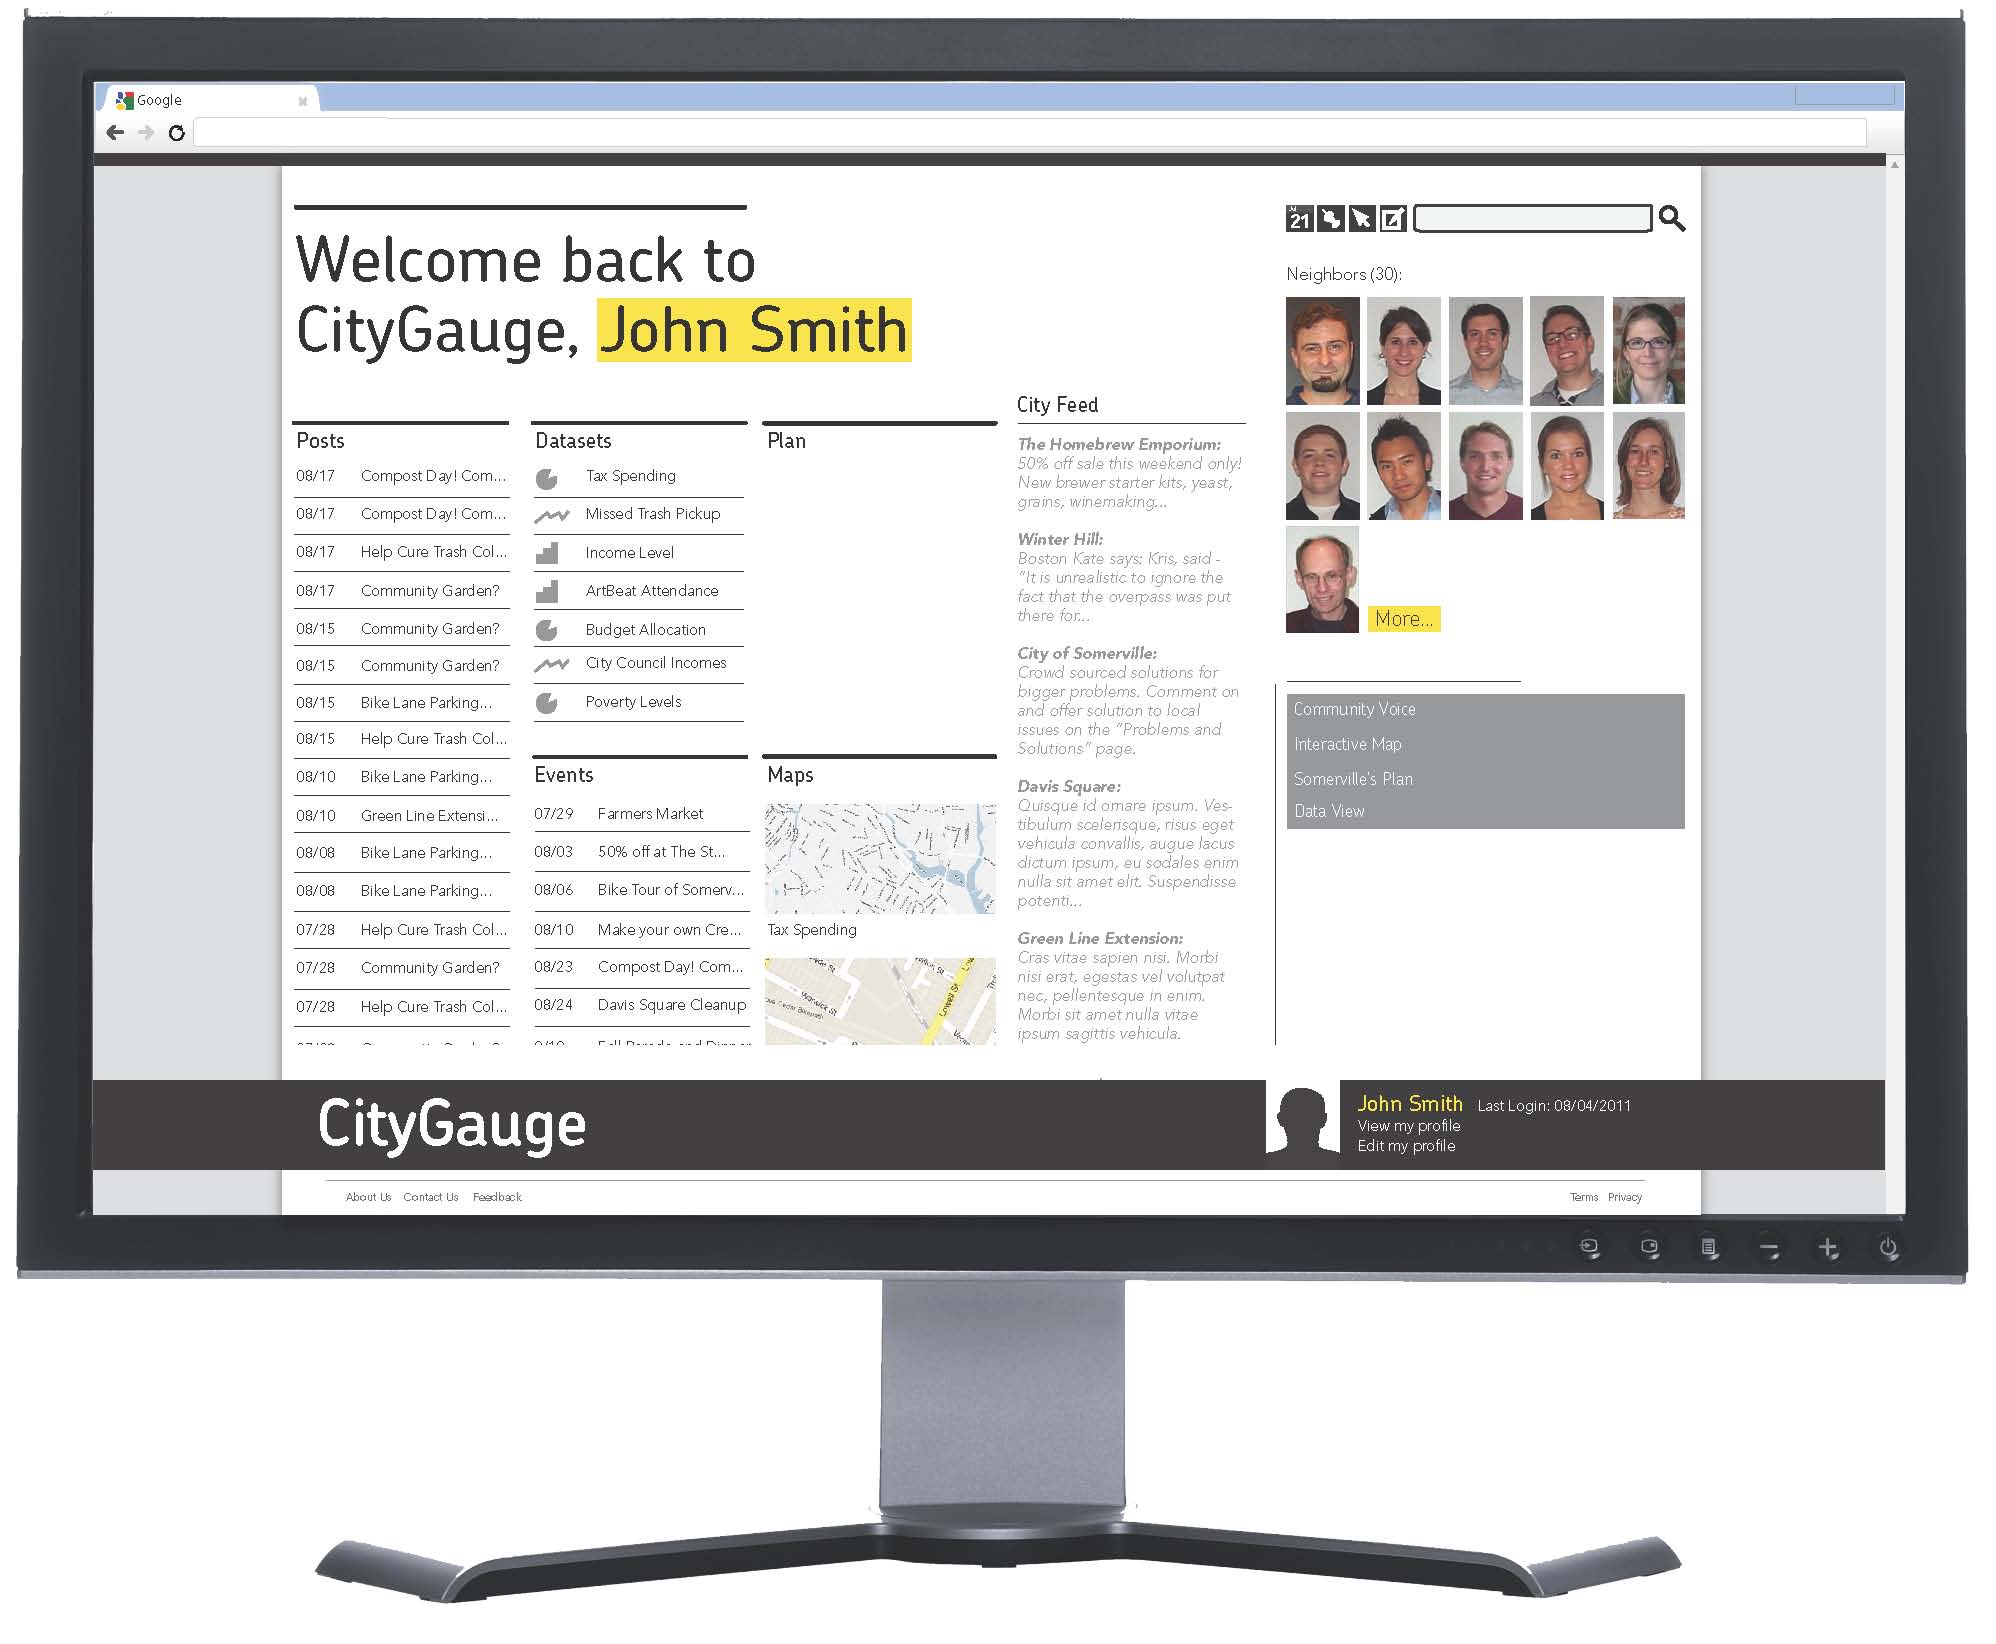 Google
Jul
21
Welcome back to
CityGauge, John Smith
Neighbors (30):
More...
Posts
08/17 Compost Day! Com...
08/17 Compost Day! Com...
08/17 Help Cure Trash Col...
08/17 Community Garden?
08/15 Community Garden?
08/15 Community Garden?
08/15 Bike Lane Parking...
08/15 Help Cure Trash Col...
08/10 Bike Lane Parking...
08/10 Green Line Extensi...
08/08 Bike Lane Parking...
08/08 Bike Lane Parking...
07/28 Help Cure Trash Col...
07/28 Community Garden?
07/28 Help Cure Trash Col...
Datasets
Tax Spending
Missed Trash Pickup
Income Level
ArtBeat Attendance
Budget Allocation
City Council Incomes
Poverty Levels
Events
07/29 Farmers Market
08/03 50% off at The St...
08/06 Bike Tour of Somerv...
08/10 Make your own Cre...
08/23 Compost Day! Com...
08/24 Davis Square Cleanup
Plan
Maps
Tax Spending
Warwick St
Lowell St
City Feed
The Homebrew Emporium:
50% off sale this weekend only!
New brewer starter kits, yeast,
grains, winemaking...
Winter Hill:
Boston Kate says: Kris, said -
"It is unrealistic to ignore the
fact that the overpass was put
there for...
City of Somerville:
Crowd sourced solutions for
bigger problems. Comment on
and offer solution to local
issues on the "Problems and
Solutions" page.
Davis Square:
Quisque id ornare ipsum. Ves-
tibulum scelerisque, risus eget
vehicula convallis, augue lacus
dictum ipsum, eu sodales enim
nulla sit amet elit. Suspendisse
potenti...
Green Line Extension:
Cras vitae sapien nisi. Morbi
nisi erat, egestas vel volutpat
nec, pellentesque in enim.
Morbi sit amet nulla vitae
ipsum sagittis vehicula.
Community Voice
Interactive Map
Somerville's Plan
Data View
CityGauge
John Smith Last Login: 08/04/2011
View my profile
Edit my profile
About Us Contact Us Feedback
Terms Privacy